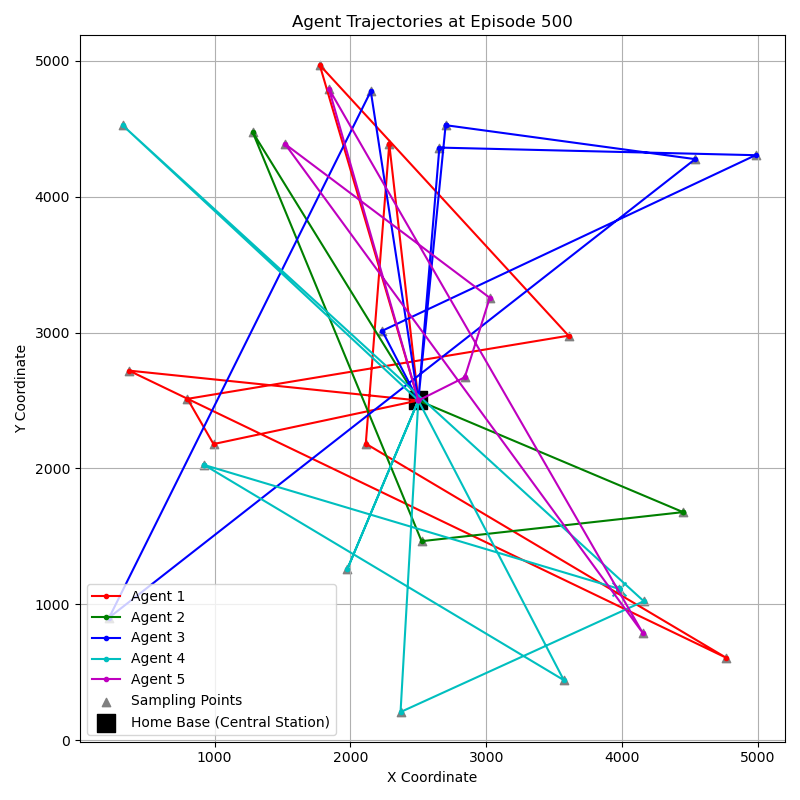 Agent Trajectories at Episode 500
Y Coordinate
5000
4000
3000
2000
1000
0
Agent 1
Agent 2
Agent 3
Agent 4
Agent 5
Sampling Points
Home Base (Central Station)
1000 2000 3000 4000 5000
X Coordinate